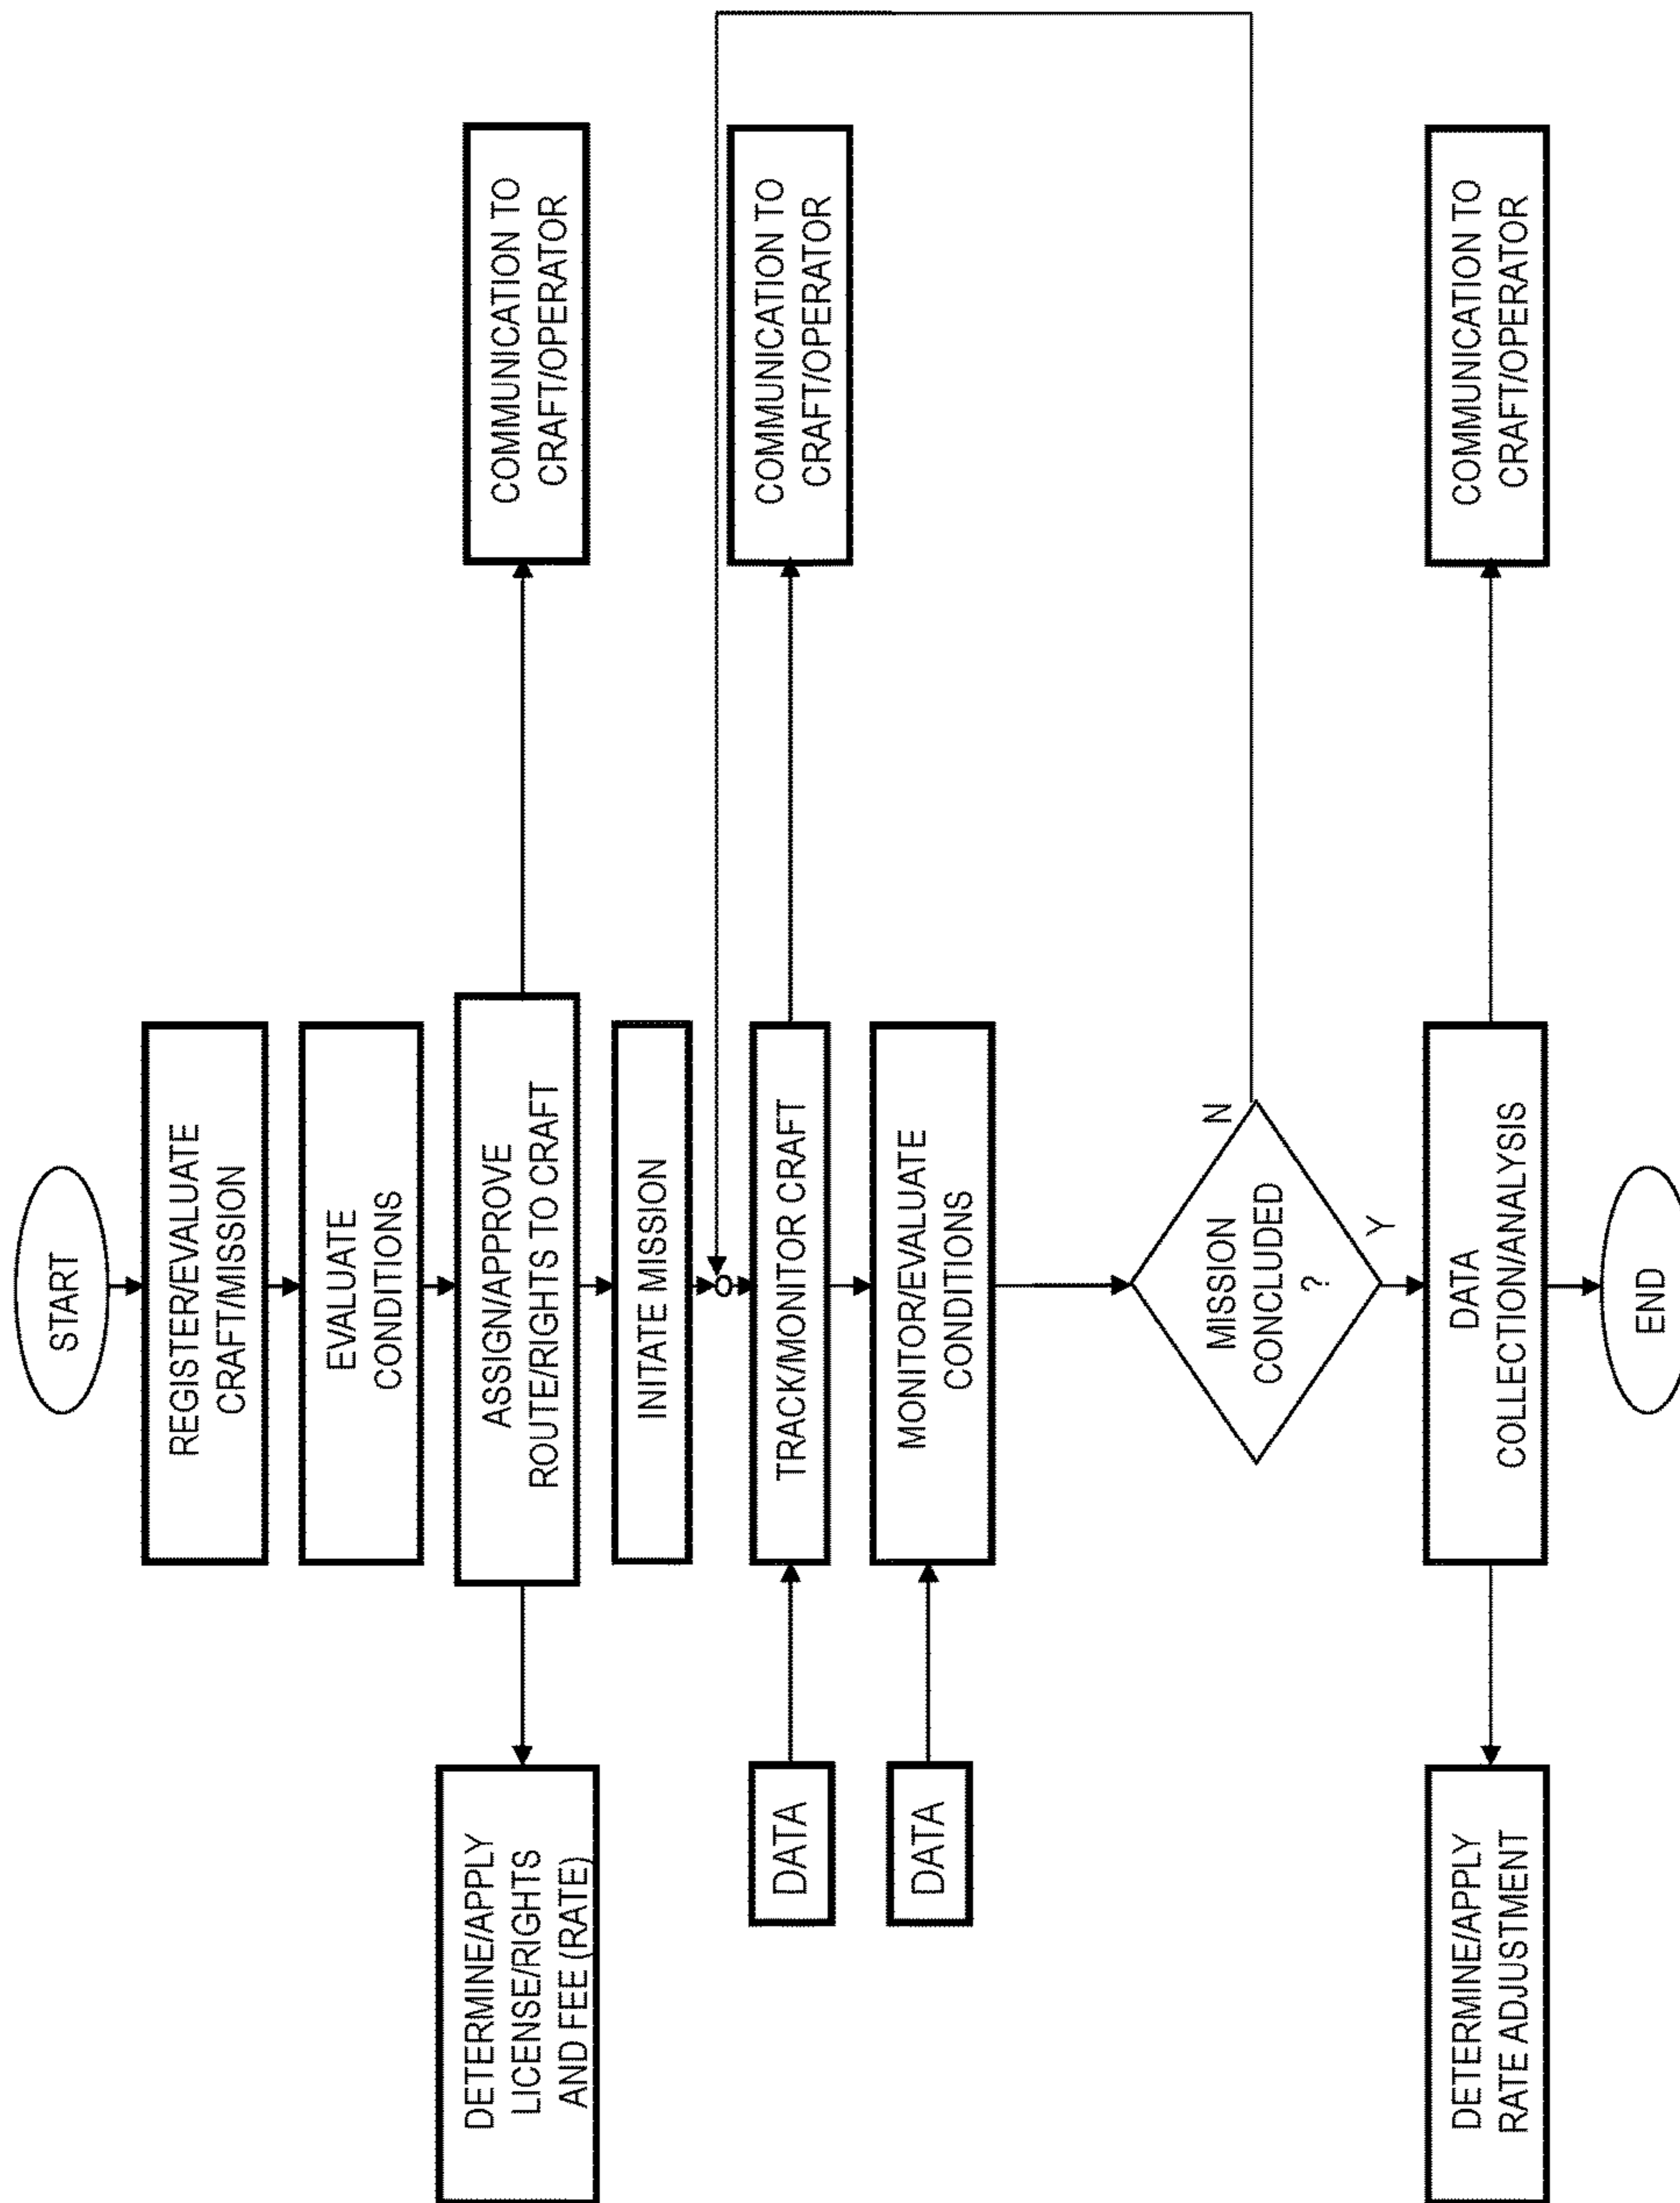 START
REGISTER/EVALUATE
CRAFT/MISSION
EVALUATE
CONDITIONS
DETERMINE/APPLY
LICENSE/RIGHTS
AND FEE (RATE)
ASSIGN/APPROVE
ROUTE/RIGHTS TO CRAFT
COMMUNICATION TO
CRAFT/OPERATOR
INITATE MISSION
DATA
TRACK/MONITOR CRAFT
COMMUNICATION TO
CRAFT/OPERATOR
DATA
MONITOR/EVALUATE
CONDITIONS
MISSION
CONCLUDED
?
N
Y
DETERMINE/APPLY
RATE ADJUSTMENT
DATA
COLLECTION/ANALYSIS
COMMUNICATION TO
CRAFT/OPERATOR
END